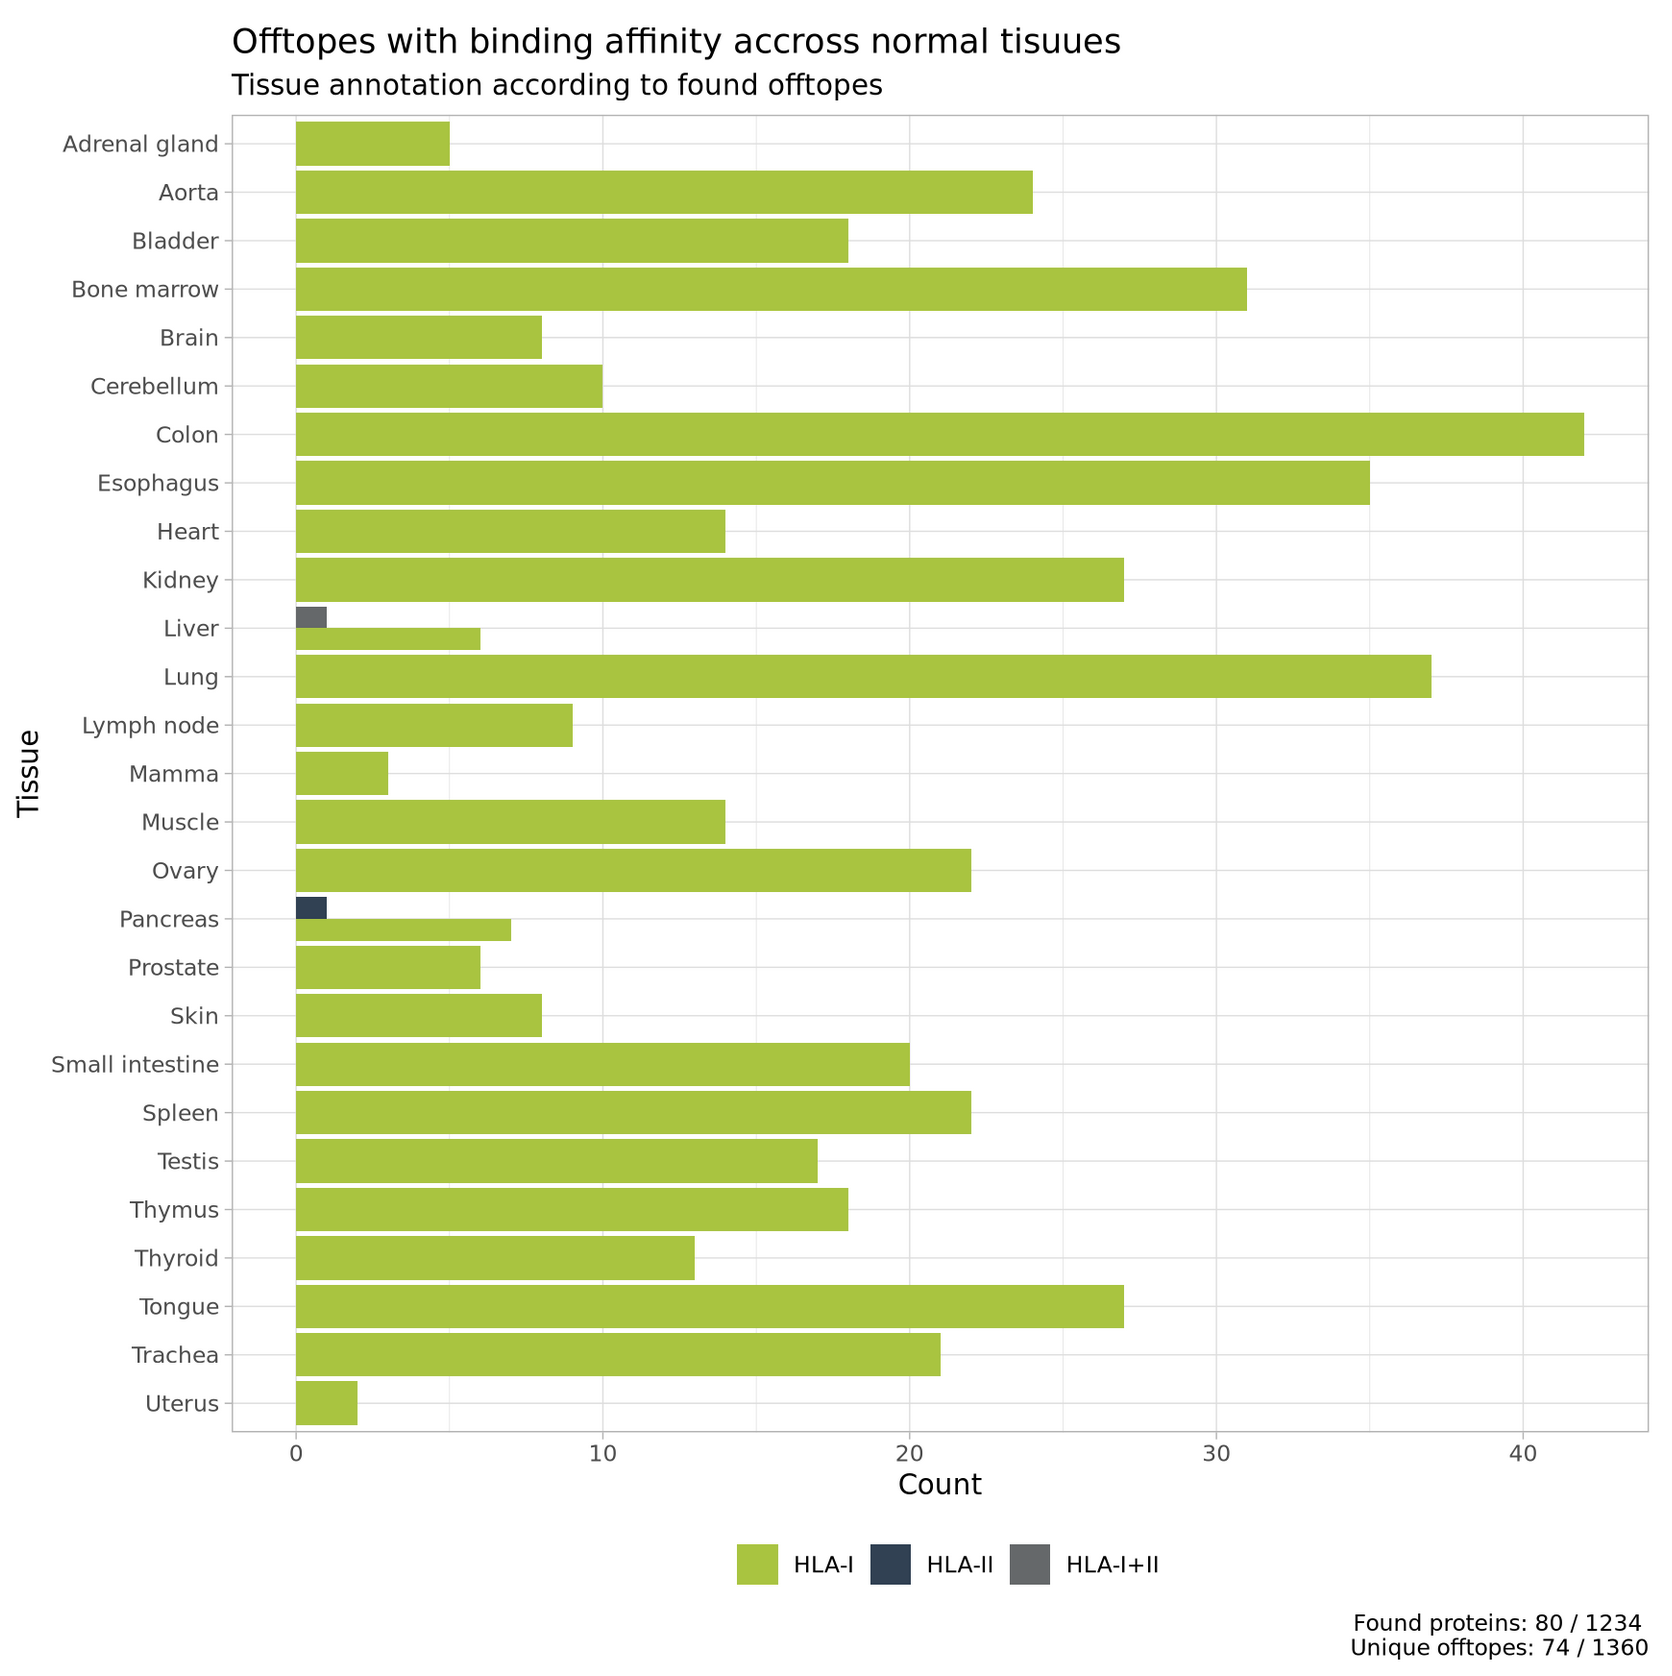 Offtopes with binding affinity accross normal tisuues
Tissue annotation according to found offtopes
Adrenal gland
Aorta
Bladder
Bone marrow
Brain
Cerebellum
Colon
Esophagus
Heart
Kidney
Liver
Lung
Lymph node
Mamma
Muscle
Ovary
Pancreas
Prostate
Skin
Small intestine
Spleen
Testis
Thymus
Thyroid
Tongue
Trachea
Uterus
Tissue
0 10 20 30 40
Count
HLA-I HLA-II HLA-I+II
Found proteins: 80 / 1234
Unique offtopes: 74 / 1360